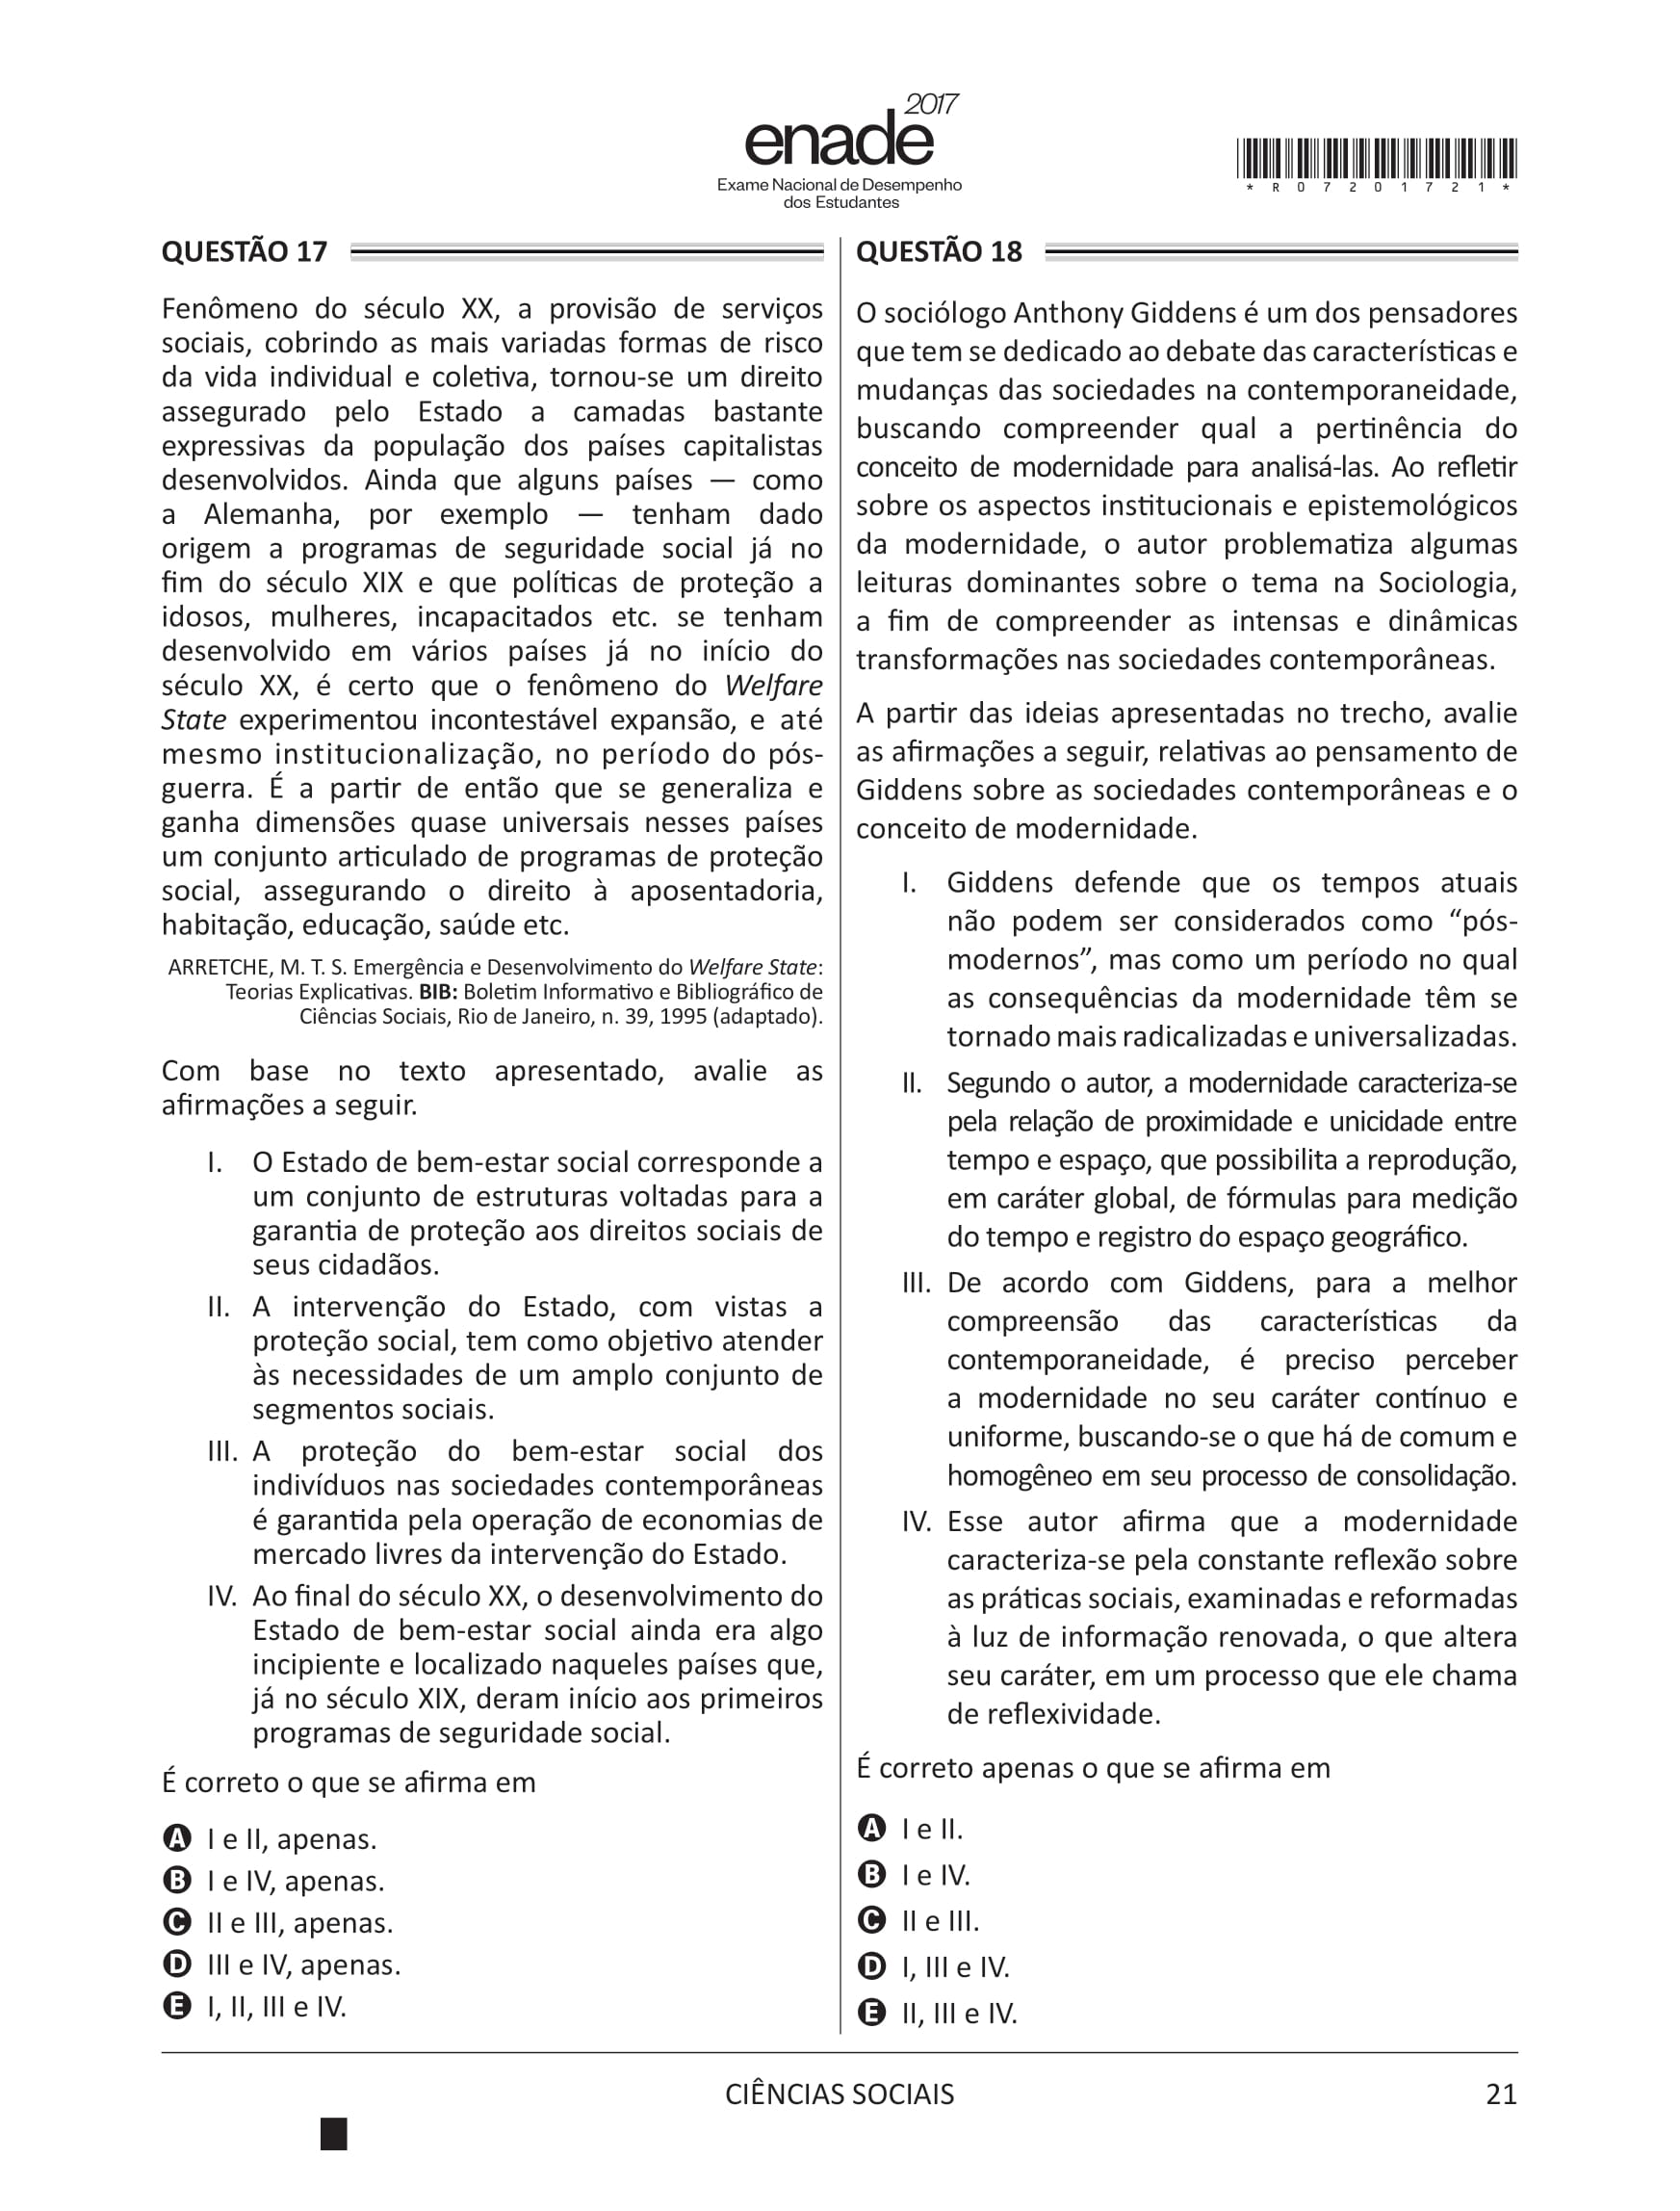 2017
enade
Exame Nacional de Desempenho
dos Estudantes
*R07201721*
QUESTÃO 17
Fenômeno do século XX, a provisão de serviços
sociais, cobrindo as mais variadas formas de risco
da vida individual e coletiva, tornou-se um direito
assegurado pelo Estado a camadas bastante
expressivas da população dos países capitalistas
desenvolvidos. Ainda que alguns países — como
a Alemanha, por exemplo — tenham dado
origem a programas de seguridade social já no
fim do século XIX e que políticas de proteção a
idosos, mulheres, incapacitados etc. se tenham
desenvolvido em vários países já no início do
século XX, é certo que o fenômeno do Welfare
State experimentou incontestável expansão, e até
mesmo institucionalização, no período do pós-
guerra. É a partir de então que se generaliza e
ganha dimensões quase universais nesses países
um conjunto articulado de programas de proteção
social, assegurando o direito à aposentadoria,
habitação, educação, saúde etc.
ARRETCHE, M. T. S. Emergência e Desenvolvimento do Welfare State:
Teorias Explicativas. BIB: Boletim Informativo e Bibliográfico de
Ciências Sociais, Rio de Janeiro, n. 39, 1995 (adaptado).
Com base no texto apresentado, avalie as
afirmações a seguir.
I. O Estado de bem-estar social corresponde a
um conjunto de estruturas voltadas para a
garantia de proteção aos direitos sociais de
seus cidadãos.
II. A intervenção do Estado, com vistas a
proteção social, tem como objetivo atender
às necessidades de um amplo conjunto de
segmentos sociais.
III. A proteção do bem-estar social dos
indivíduos nas sociedades contemporâneas
é garantida pela operação de economias de
mercado livres da intervenção do Estado.
IV. Ao final do século XX, o desenvolvimento do
Estado de bem-estar social ainda era algo
incipiente e localizado naqueles países que,
já no século XIX, deram início aos primeiros
programas de seguridade social.
É correto o que se afirma em
A I e II, apenas.
B I e IV, apenas.
C II e III, apenas.
D III e IV, apenas.
E I, II, III e IV.
QUESTÃO 18
O sociólogo Anthony Giddens é um dos pensadores
que tem se dedicado ao debate das características e
mudanças das sociedades na contemporaneidade,
buscando compreender qual a pertinência do
conceito de modernidade para analisá-las. Ao refletir
sobre os aspectos institucionais e epistemológicos
da modernidade, o autor problematiza algumas
leituras dominantes sobre o tema na Sociologia,
a fim de compreender as intensas e dinâmicas
transformações nas sociedades contemporâneas.
A partir das ideias apresentadas no trecho, avalie
as afirmações a seguir, relativas ao pensamento de
Giddens sobre as sociedades contemporâneas e o
conceito de modernidade.
I. Giddens defende que os tempos atuais
não podem ser considerados como “pós-
modernos”, mas como um período no qual
as consequências da modernidade têm se
tornado mais radicalizadas e universalizadas.
II. Segundo o autor, a modernidade caracteriza-se
pela relação de proximidade e unicidade entre
tempo e espaço, que possibilita a reprodução,
em caráter global, de fórmulas para medição
do tempo e registro do espaço geográfico.
III. De acordo com Giddens, para a melhor
compreensão das características da
contemporaneidade, é preciso perceber
a modernidade no seu caráter contínuo e
uniforme, buscando-se o que há de comum e
homogêneo em seu processo de consolidação.
IV. Esse autor afirma que a modernidade
caracteriza-se pela constante reflexão sobre
as práticas sociais, examinadas e reformadas
à luz de informação renovada, o que altera
seu caráter, em um processo que ele chama
de reflexividade.
É correto apenas o que se afirma em
A I e II.
B I e IV.
C II e III.
D I, III e IV.
E II, III e IV.
CIÊNCIAS SOCIAIS
21